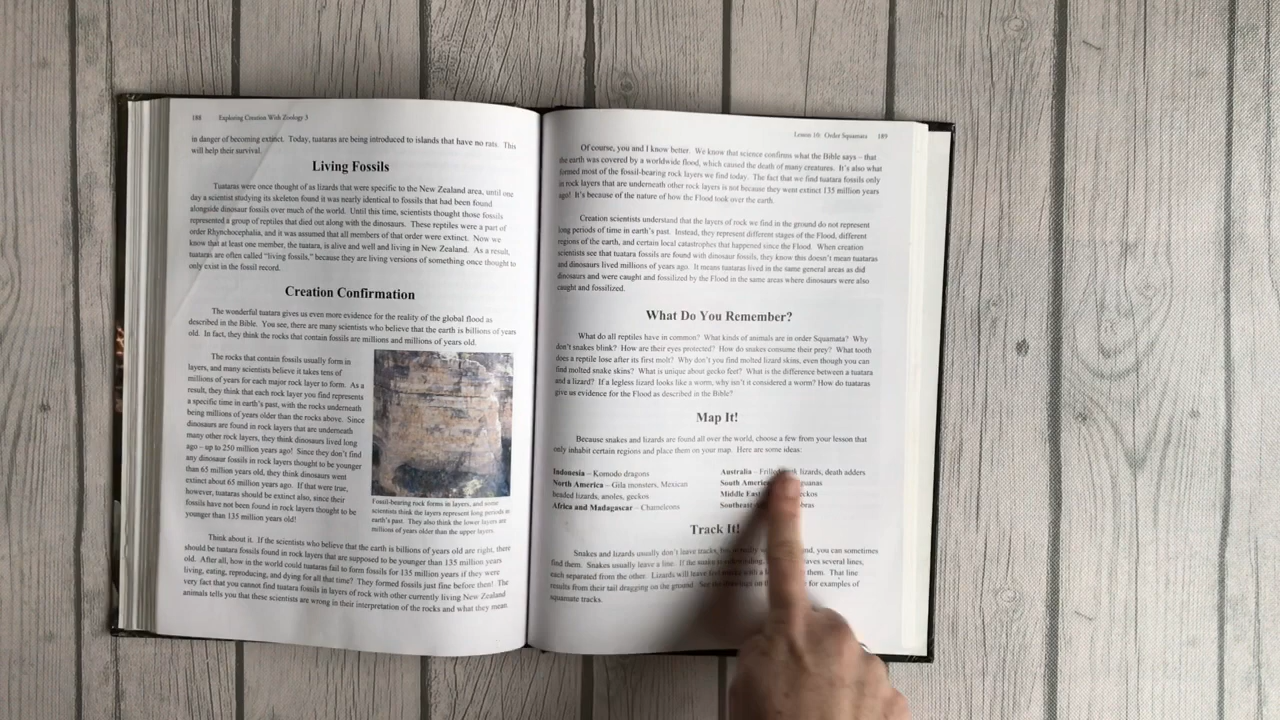 188 Exploring Creation With Zoology 3
in danger of becoming extinct. Today, tuataras are being introduced to islands that have no rats. This
will help their survival.
Living Fossils
Tuataras were once thought of as lizards that were specific to the New Zealand area, until one
day a scientist studying its skeleton found it was nearly identical to fossils that had been found
alongside dinosaur fossils over much of the world. Until this time, scientists thought those fossils
represented a group of reptiles that died out along with the dinosaurs. These reptiles were a part of
order Rhynchocephalia, and it was assumed that all members of that order were extinct. Now we
know that at least one member, the tuatara, is alive and well and living in New Zealand. As a result,
tuataras are often called "living fossils," because they are living versions of something once thought to
only exist in the fossil record.
Creation Confirmation
The wonderful tuatara gives us even more evidence for the reality of the global flood as
described in the Bible. You see, there are many scientists who believe that the earth is billions of years
old. In fact, they think the rocks that contain fossils are millions and millions of years old.
The rocks that contain fossils usually form in
layers, and many scientists believe it takes tens of
millions of years for each major rock layer to form. As a
result, they think that each rock layer you find represents
a specific time in earth's past, with the rocks underneath
being millions of years older than the rocks above. Since
dinosaurs are found in rock layers that are underneath
many other rock layers, they think dinosaurs lived long
ago – up to 250 million years ago! Since they don't find
any dinosaur fossils in rock layers thought to be younger
than 65 million years old, they think dinosaurs went
extinct about 65 million years ago. If that were true,
however, tuataras should be extinct also, since their
fossils have not been found in rock layers thought to be
younger than 135 million years old!
Fossil-bearing rock forms in layers, and some
scientists think the layers represent long periods in
earth's past. They also think the lower layers are
millions of years older than the upper layers.
Think about it. If the scientists who believe that the earth is billions of years old are right, there
should be tuatara fossils found in rock layers that are supposed to be younger than 135 million years
old. After all, how in the world could tuataras fail to form fossils for 135 million years if they were
living, eating, reproducing, and dying for all that time? They formed fossils just fine before then! The
very fact that you cannot find tuatara fossils in layers of rock with other currently living New Zealand
animals tells you that these scientists are wrong in their interpretation of the rocks and what they mean.
Lesson 10: Order Squamata 189
Of course, you and I know better. We know that science confirms what the Bible says – that
the earth was covered by a worldwide flood, which caused the death of many creatures. It's also what
formed most of the fossil-bearing rock layers we find today. The fact that we find tuatara fossils only
in rock layers that are underneath other rock layers is not because they went extinct 135 million years
ago! It's because of the nature of how the Flood took over the earth.
Creation scientists understand that the layers of rock we find in the ground do not represent
long periods of time in earth's past. Instead, they represent different stages of the Flood, different
regions of the earth, and certain local catastrophes that happened since the Flood. When creation
scientists see that tuatara fossils are found with dinosaur fossils, they know this doesn't mean tuataras
and dinosaurs lived millions of years ago. It means tuataras lived in the same general areas as did
dinosaurs and were caught and fossilized by the Flood in the same areas where dinosaurs were also
caught and fossilized.
What Do You Remember?
What do all reptiles have in common? What kinds of animals are in order Squamata? Why
don't snakes blink? How are their eyes protected? How do snakes consume their prey? What tooth
does a reptile lose after its first molt? Why don't you find molted lizard skins, even though you can
find molted snake skins? What is unique about gecko feet? What is the difference between a tuatara
and a lizard? If a legless lizard looks like a worm, why isn't it considered a worm? How do tuataras
give us evidence for the Flood as described in the Bible?
Map It!
Because snakes and lizards are found all over the world, choose a few from your lesson that
only inhabit certain regions and place them on your map. Here are some ideas:
Indonesia – Komodo dragons
North America – Gila monsters, Mexican
beaded lizards, anoles, geckos
Africa and Madagascar – Chameleons
Australia – lizards, death adders
South
Middle
Southeast
Track It!
Snakes and lizards usually don't leave tracks, you can sometimes
find them. Snakes usually leave a line. If the leaves several lines,
each separated from the other. Lizards will leave them. That line
results from their tail dragging on the ground. for examples of
squamate tracks.